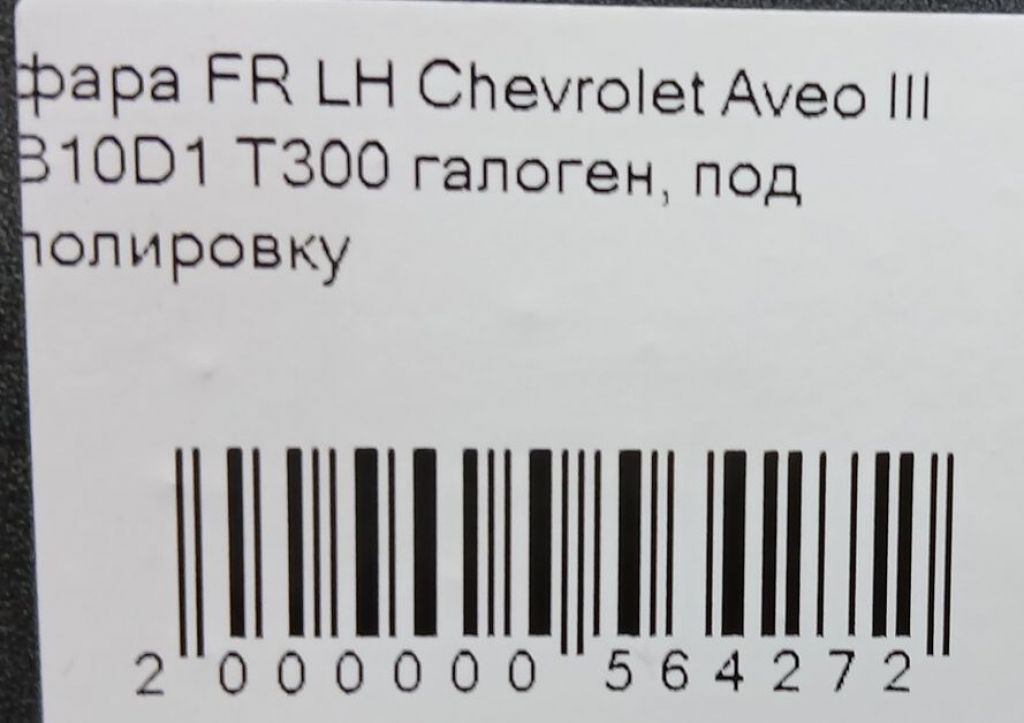 фара FR LH Chevrolet Aveo III
B10D1 T300 галоген, под
полировку
2 000000 564272